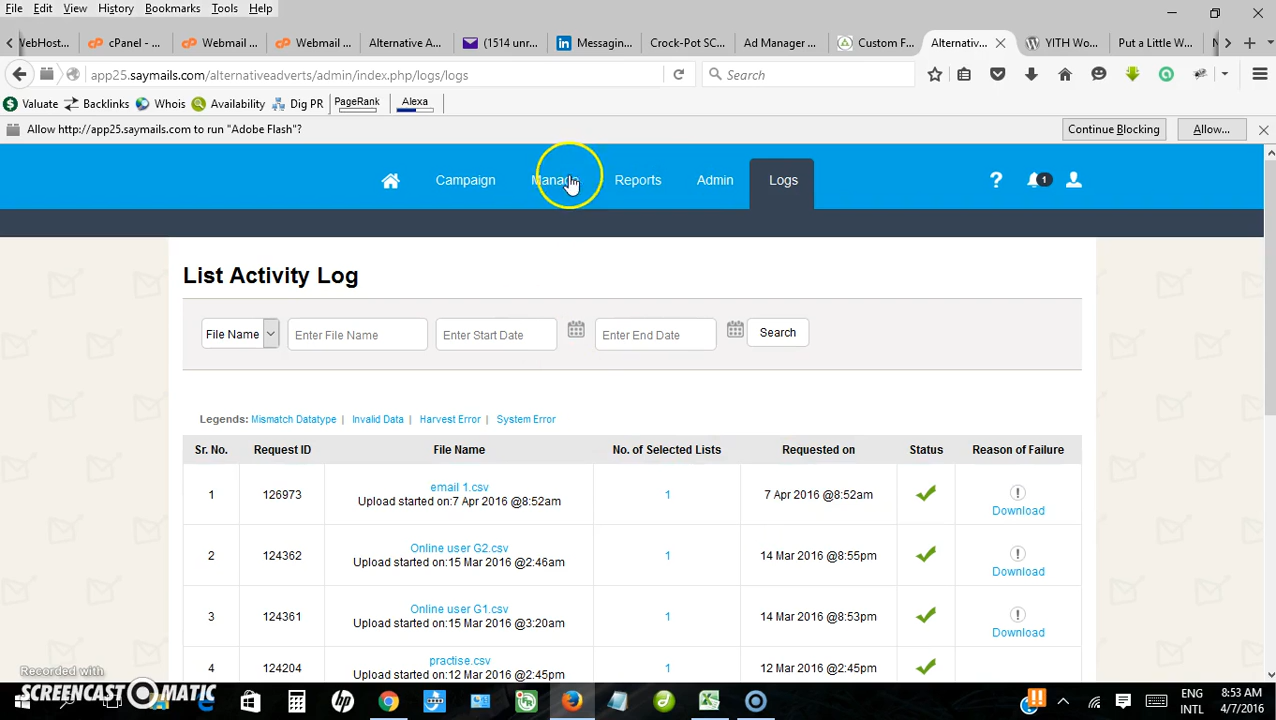 File Edit View History Bookmarks Tools Help
WebHost... cPanel - ... Webmail ... Webmail ... Alternative A... (1514 unr... Messagin... Crock-Pot SC... Ad Manager ... Custom F... Alternativ... YITH Wo... Put a Little W...
app25.saymails.com/alternativeadverts/admin/index.php/logs/logs Search
Valuate Backlinks Whois Availability Dig PR PageRank Alexa
Allow http://app25.saymails.com to run "Adobe Flash"? Continue Blocking Allow...
Campaign Manage Reports Admin Logs ? 1
List Activity Log
File Name Enter File Name Enter Start Date Enter End Date Search
Legends: Mismatch Datatype | Invalid Data | Harvest Error | System Error
Sr. No. Request ID File Name No. of Selected Lists Requested on Status Reason of Failure
1 126973 email 1.csv 1 7 Apr 2016 @8:52am
Upload started on:7 Apr 2016 @8:52am Download
2 124362 Online user G2.csv 1 14 Mar 2016 @8:55pm
Upload started on:15 Mar 2016 @2:46am Download
3 124361 Online user G1.csv 1 14 Mar 2016 @8:53pm
Upload started on:15 Mar 2016 @3:20am Download
4 124204 practise.csv 1 12 Mar 2016 @2:45pm
Upload started on:12 Mar 2016 @2:45pm Download
Recorded with
SCREENCAST MATIC
ENG 8:53 AM
INTL 4/7/2016